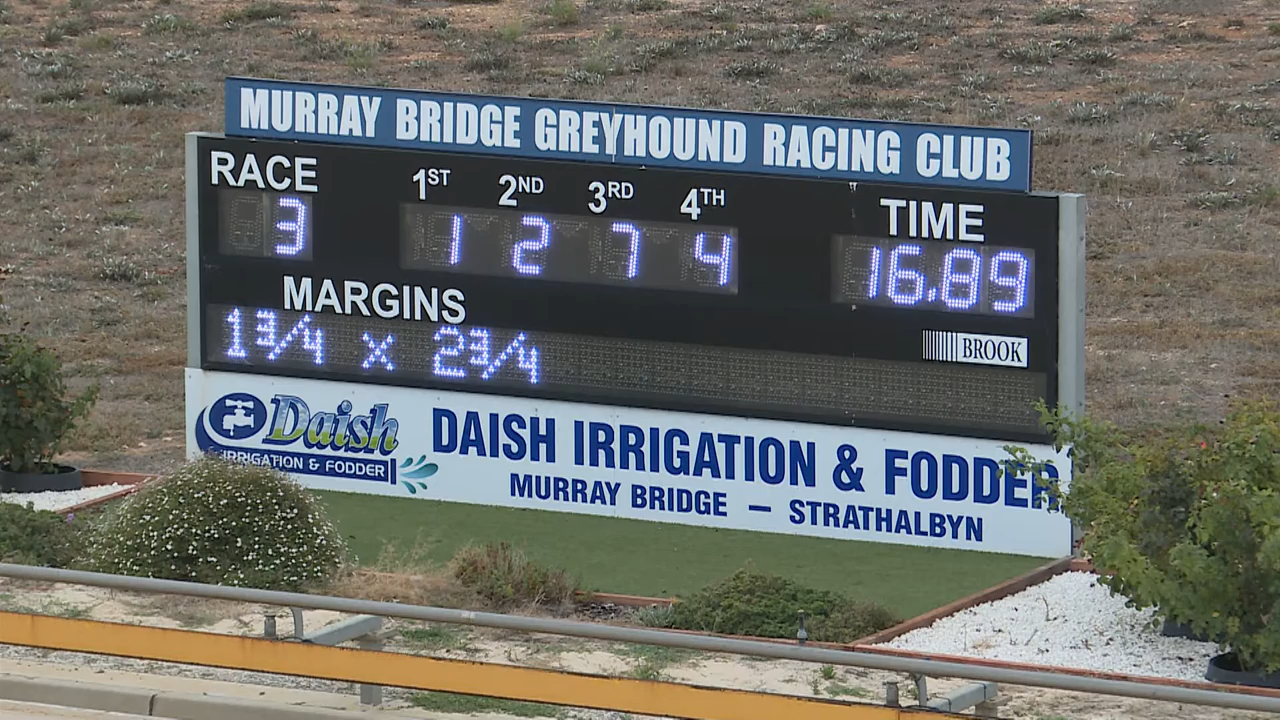 MURRAY BRIDGE GREYHOUND RACING CLUB
RACE 1ST 2ND 3RD 4TH TIME
3 1 2 7 4 16.89
MARGINS
1 3/4 x 2 3/4
BROOK
Daish
IRRIGATION & FODDER
DAISH IRRIGATION & FODDER
MURRAY BRIDGE – STRATHALBYN